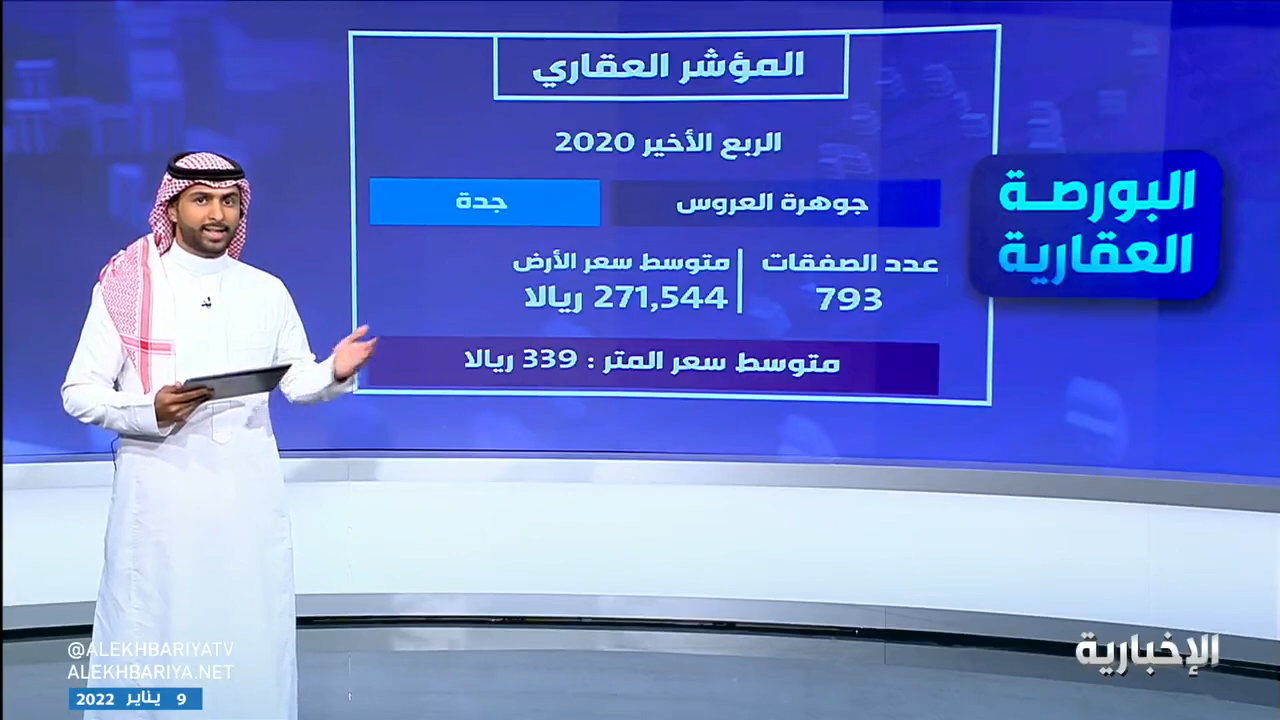 المؤشر العقاري
الربع الأخير 2020
جوهرة العروس
جدة
عدد الصفقات
793
متوسط سعر الأرض
271,544 ريالا
متوسط سعر المتر : 339 ريالا
البورصة
العقارية
@ALEKHBARIYATV
ALEKHBARIYA.NET
9 يناير 2022
الإخبارية